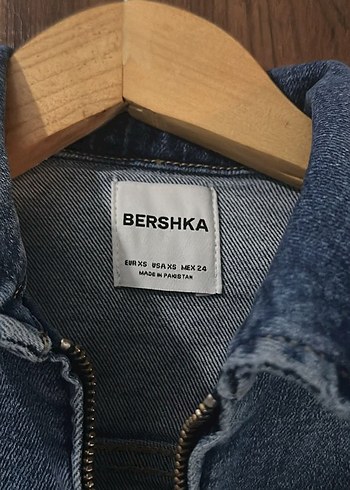 BERSHKA
EUR XS USA XS MEX 24
MADE IN PAKISTAN